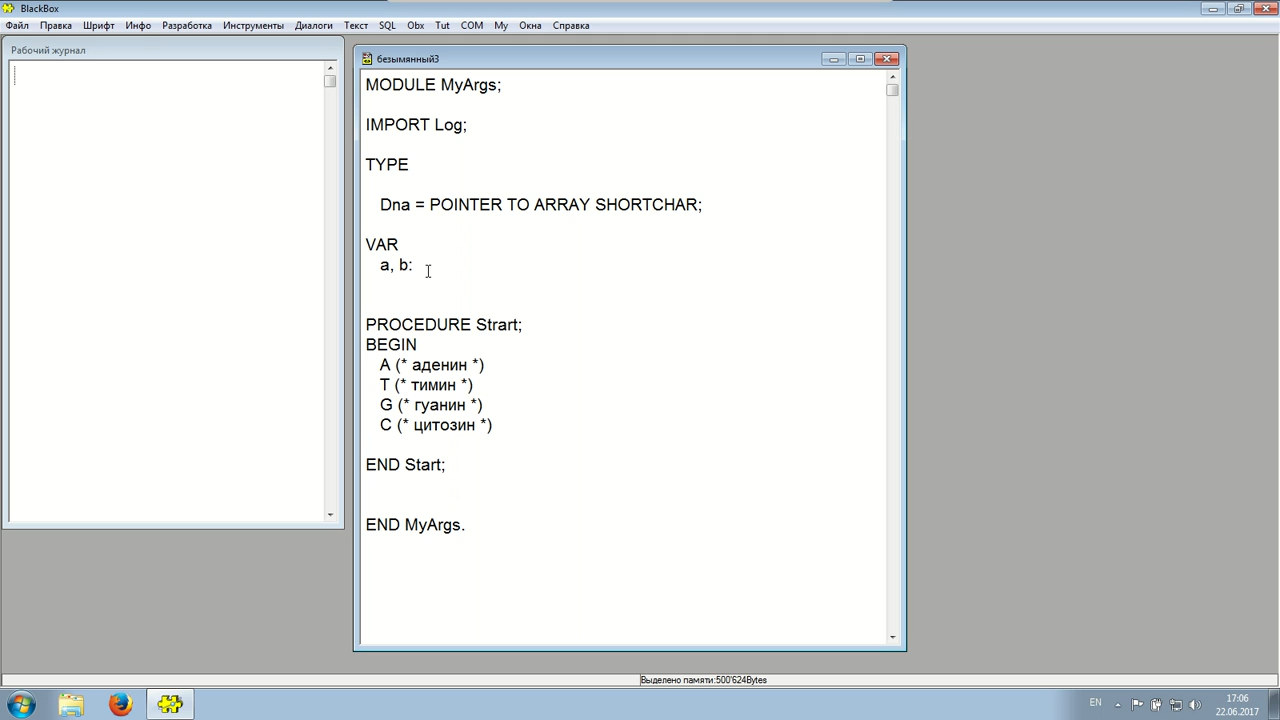 BlackBox
Файл Правка Шрифт Инфо Разработка Инструменты Диалоги Текст SQL Obx Tut COM My Окна Справка
Рабочий журнал
безымянный3
MODULE MyArgs;
IMPORT Log;
TYPE
Dna = POINTER TO ARRAY SHORTCHAR;
VAR
a, b:
PROCEDURE Strart;
BEGIN
A (* аденин *)
T (* тимин *)
G (* гуанин *)
C (* цитозин *)
END Start;
END MyArgs.
Выделено памяти:500'624Bytes
EN
17:06
22.06.2017